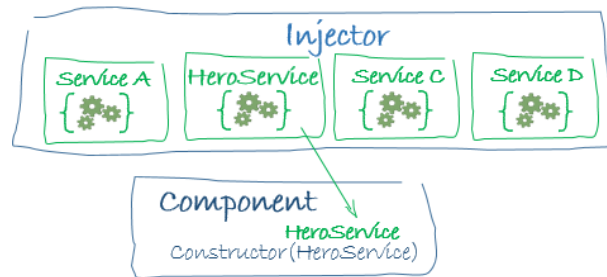 Injector
Service A
HeroService
Service C
Service D
{ }
{ }
{ }
{ }
Component
HeroService
Constructor(HeroService)